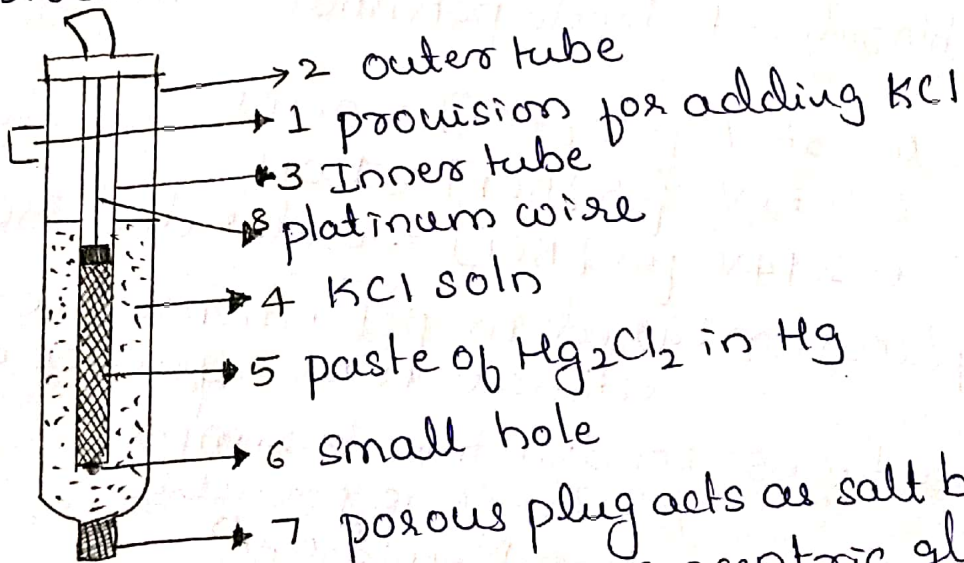 2 outer tube
1 provision for adding KCl
3 Inner tube
8 platinum wire
4 KCl soln
5 paste of Hg₂Cl₂ in Hg
6 small hole
7 porous plug acts as salt b